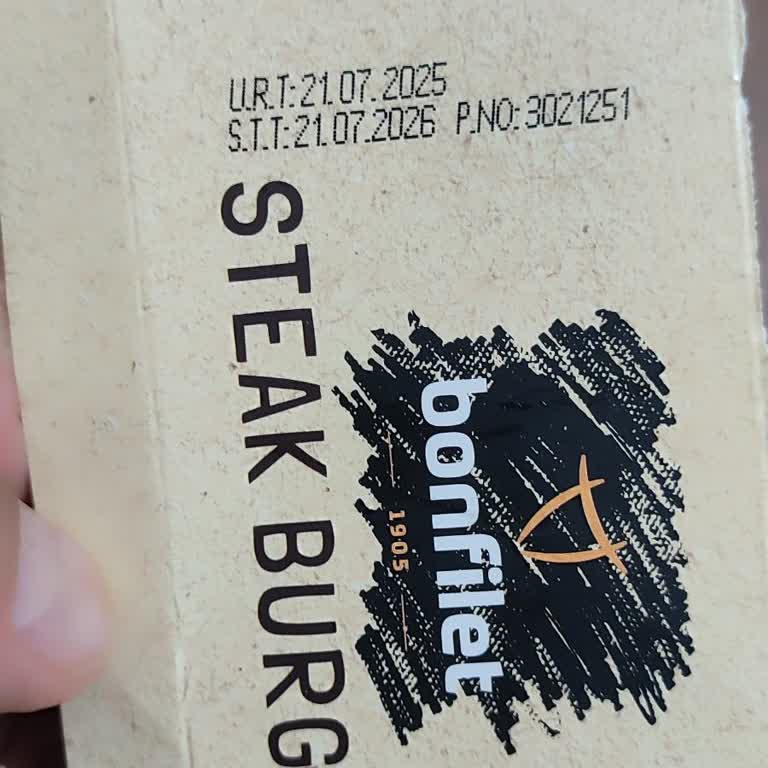 U.R.T: 21.07.2025
S.T.T: 21.07.2026 P.NO: 3021251
STEAK BURG
bonfilet
1905